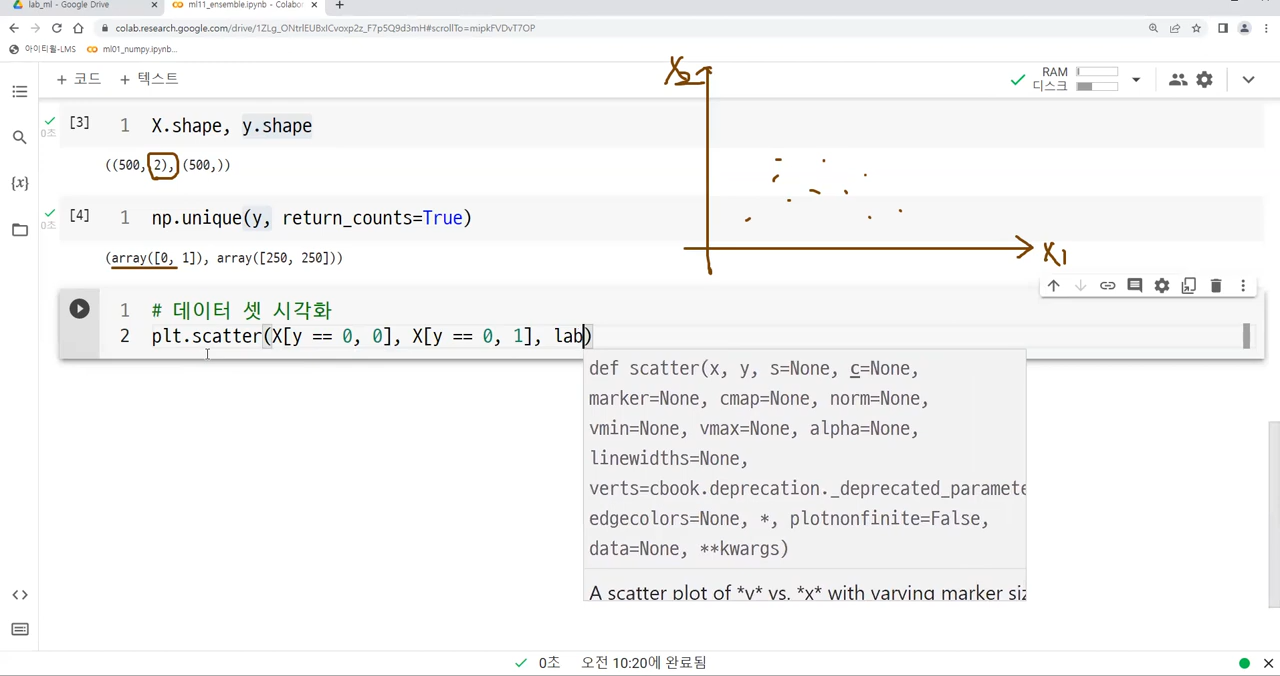 lab_ml - Google Drive
ml11_ensemble.ipynb - Colabor
colab.research.google.com/drive/1ZLg_ONtrlEUBxICvoxp2z_F7p5Q9d3mH#scrollTo=mipkFVDvT7OP
아이티윌-LMS
ml01_numpy.ipynb...
+ 코드 + 텍스트
RAM
디스크
[3] 1 X.shape, y.shape
0초
((500, 2), (500,))
[4] 1 np.unique(y, return_counts=True)
0초
(array([0, 1]), array([250, 250]))
X₁
1 # 데이터 셋 시각화
2 plt.scatter(X[y == 0, 0], X[y == 0, 1], lab)
def scatter(x, y, s=None, c=None,
marker=None, cmap=None, norm=None,
vmin=None, vmax=None, alpha=None,
linewidths=None,
verts=cbook.deprecation._deprecated_paramete
edgecolors=None, *, plotnonfinite=False,
data=None, **kwargs)
A scatter plot of *y* vs. *x* with varying marker siz
0초 오전 10:20에 완료됨